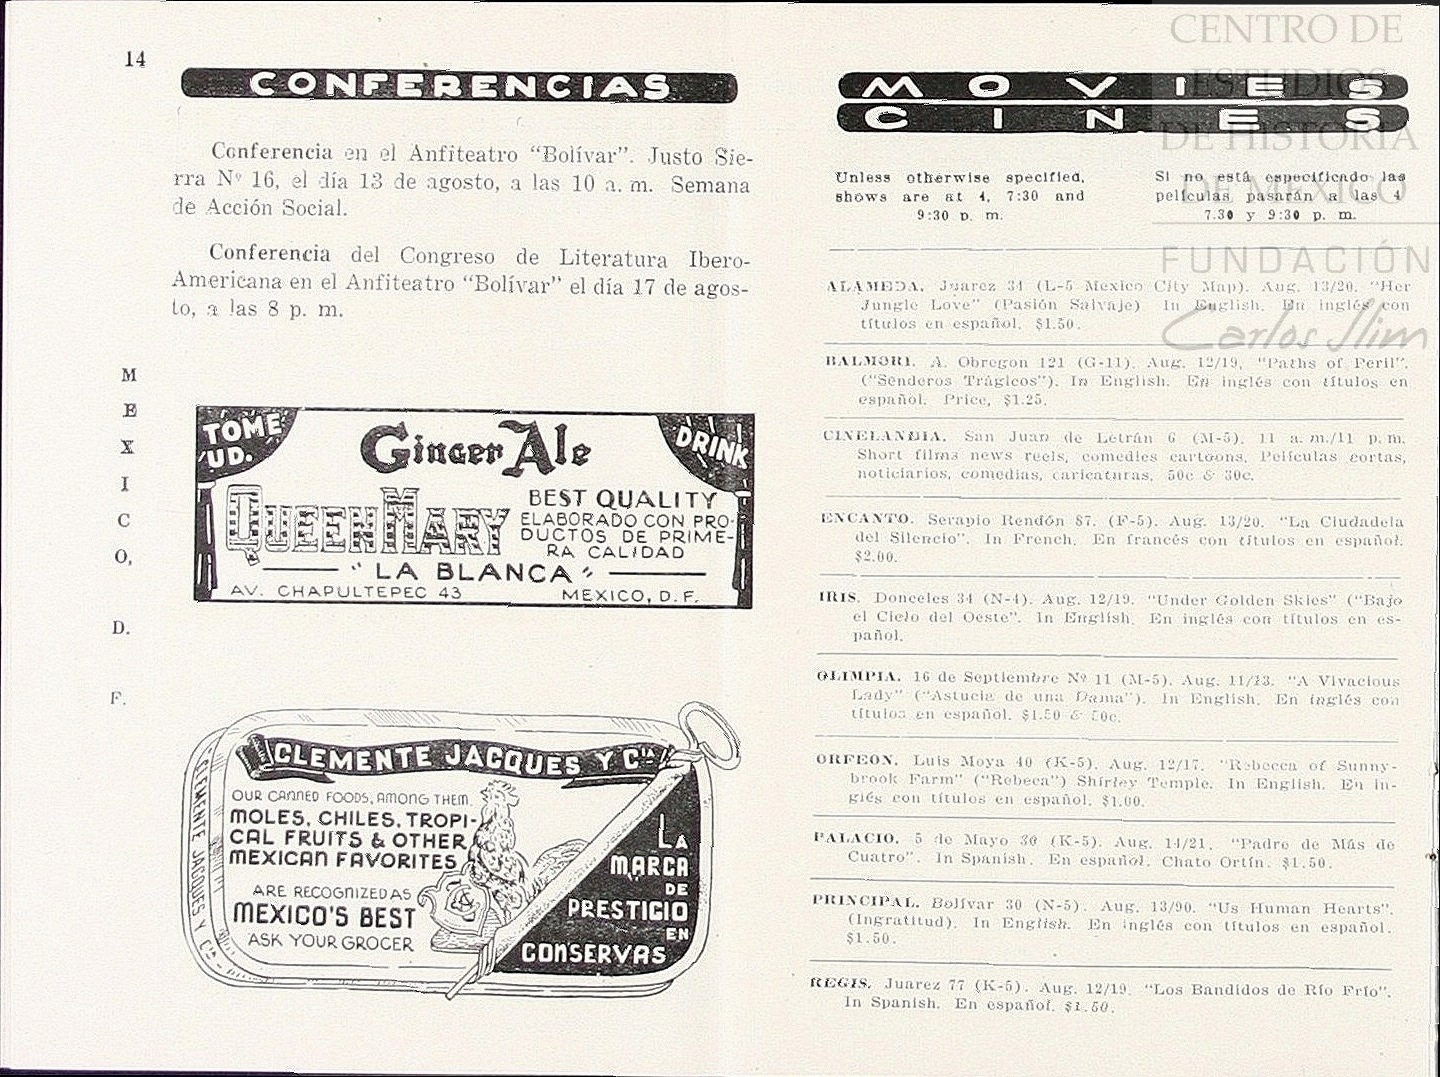 14
CONFERENCIAS
Conferencia en el Anfiteatro “Bolívar”. Justo Sie-
rra Nº 16, el día 13 de agosto, a las 10 a. m. Semana
de Acción Social.
Conferencia del Congreso de Literatura Ibero-
Americana en el Anfiteatro “Bolívar” el día 17 de agos-
to, a las 8 p. m.
M
E
X
I
C
O,
D.
F.
TOME
UD.
Ginger Ale
DRINK
QUEEN MARY
BEST QUALITY
ELABORADO CON PRO-
DUCTOS DE PRIME-
RA CALIDAD
"LA BLANCA"
AV. CHAPULTEPEC 43 MEXICO, D. F.
CLEMENTE JACQUES Y CIA
OUR CANNED FOODS, AMONG THEM
MOLES, CHILES, TROPI-
CAL FRUITS & OTHER
MEXICAN FAVORITES
ARE RECOGNIZED AS
MEXICO'S BEST
ASK YOUR GROCER
CLEMENTE JACQUES Y CIA
LA
MARCA
DE
PRESTIGIO
EN
CONSERVAS
MOVIES
CINES
Unless otherwise specified,
shows are at 4, 7:30 and
9:30 p. m.
Si no está especificado las
películas pasarán a las 4
7.30 y 9:30 p. m.
ALAMEDA. Juarez 34 (L-5 Mexico City Map). Aug. 13/20. “Her
Jungle Love” (Pasión Salvaje) In English. En inglés con
títulos en español. $1.50.
BALMORI. A. Obregon 121 (G-11). Aug. 12/19, “Paths of Peril”.
(“Senderos Trágicos”). In English. En inglés con títulos en
español. Price, $1.25.
CINELANDIA. San Juan de Letrán 6 (M-5). 11 a. m./11 p. m.
Short films news reels, comedies cartoons. Películas cortas,
noticiarios, comedias, caricaturas, 50c & 30c.
ENCANTO. Serapio Rendón 87. (F-5). Aug. 13/20. “La Ciudadela
del Silencio”. In French. En francés con títulos en español.
$2.00.
IRIS. Donceles 34 (N-4). Aug. 12/19. “Under Golden Skies” (“Bajo
el Cielo del Oeste”. In English. En inglés con títulos en es-
pañol.
OLIMPIA. 16 de Septiembre Nº 11 (M-5). Aug. 11/13. “A Vivacious
Lady” (“Astucia de una Dama”). In English. En inglés con
títulos en español. $1.50 & 50c.
ORFEON. Luis Moya 40 (K-5). Aug. 12/17. “Rebecca of Sunny-
brook Farm” (“Rebeca”) Shirley Temple. In English. En in-
glés con títulos en español. $1.00.
PALACIO. 5 de Mayo 30 (K-5). Aug. 14/21. “Padre de Más de
Cuatro”. In Spanish. En español. Chato Ortín. $1.50.
PRINCIPAL. Bolívar 30 (N-5). Aug. 13/90. “Us Human Hearts”.
(Ingratitud). In English. En inglés con títulos en español.
$1.50.
REGIS. Juarez 77 (K-5). Aug. 12/19. “Los Bandidos de Río Frío”.
In Spanish. En español. $1.50.
CENTRO DE
ESTUDIOS
DE HISTORIA
DE MÉXICO
FUNDACIÓN
Carlos Slim